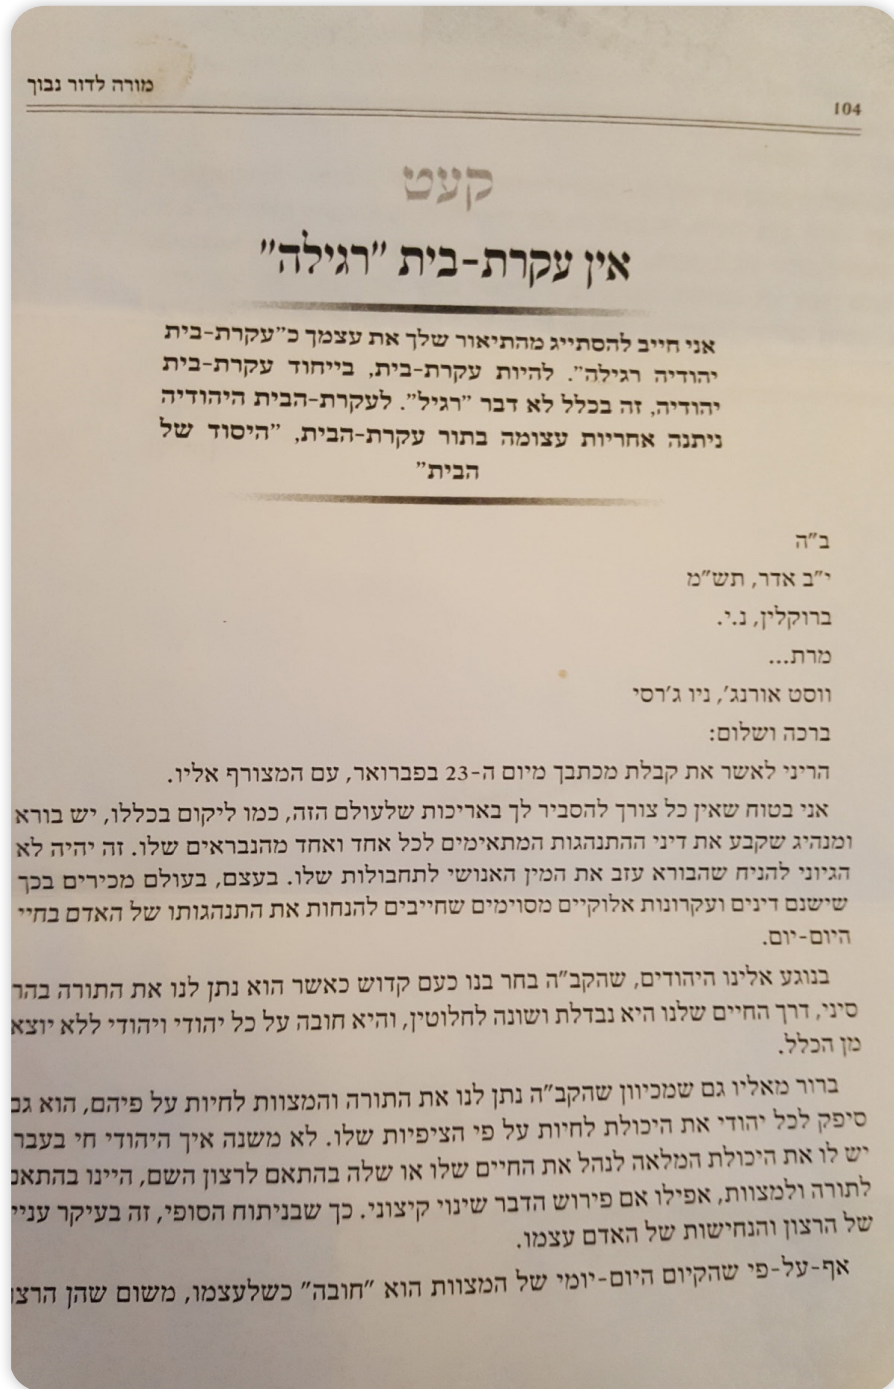 104
מורה לדור נבוך
קעט
אין עקרת-בית "רגילה"
אני חייב להסתייג מהתיאור שלך את עצמך כ"עקרת-בית
יהודיה רגילה". להיות עקרת-בית, בייחוד עקרת-בית
יהודיה, זה בכלל לא דבר "רגיל". לעקרת-הבית היהודיה
ניתנה אחריות עצומה בתור עקרת-הבית, "היסוד של
הבית"
ב"ה
י"ב אדר, תש"מ
ברוקלין, נ.י.
מרת...
ווסט אורנג', ניו ג'רסי
ברכה ושלום:
הריני לאשר את קבלת מכתבך מיום ה-23 בפברואר, עם המצורף אליו.
אני בטוח שאין כל צורך להסביר לך באריכות שלעולם הזה, כמו ליקום בכללו, יש בורא
ומנהיג שקבע את דיני ההתנהגות המתאימים לכל אחד ואחד מהנבראים שלו. זה יהיה לא
הגיוני להניח שהבורא עזב את המין האנושי לתחבולות שלו. בעצם, בעולם מכירים בכך
שישנם דינים ועקרונות אלוקיים מסוימים שחייבים להנחות את התנהגותו של האדם בחיי
היום-יום.
בנוגע אלינו היהודים, שהקב"ה בחר בנו כעם קדוש כאשר הוא נתן לנו את התורה בהר
סיני, דרך החיים שלנו היא נבדלת ושונה לחלוטין, והיא חובה על כל יהודי ויהודי ללא יוצא
מן הכלל.
ברור מאליו גם שמכיוון שהקב"ה נתן לנו את התורה והמצוות לחיות על פיהם, הוא גם
סיפק לכל יהודי את היכולת לחיות על פי הציפיות שלו. לא משנה איך היהודי חי בעבר
יש לו את היכולת המלאה לנהל את החיים שלו או שלה בהתאם לרצון השם, היינו בהתאם
לתורה ולמצוות, אפילו אם פירוש הדבר שינוי קיצוני. כך שבניתוח הסופי, זה בעיקר
של הרצון והנחישות של האדם עצמו.
אף-על-פי שהקיום היום-יומי של המצוות הוא "חובה" כשלעצמו, משום שהן